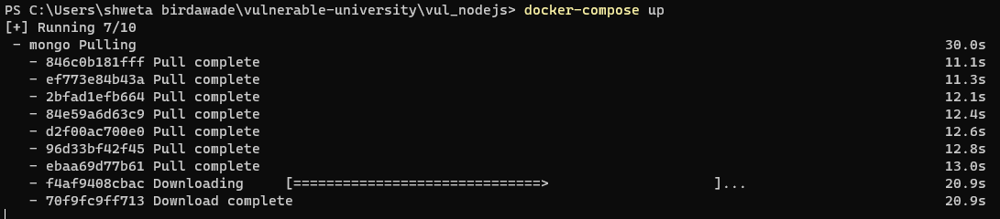 PS C:\Users\shweta birdawade\vulnerable-university\vul_nodejs> docker-compose up
[+] Running 7/10
 - mongo Pulling 30.0s
   - 846c0b181fff Pull complete 11.1s
   - ef773e84b43a Pull complete 11.3s
   - 2bfad1efb664 Pull complete 12.1s
   - 84e59a6d63c9 Pull complete 12.4s
   - d2f00ac700e0 Pull complete 12.6s
   - 96d33bf42f45 Pull complete 12.8s
   - ebaa69d77b61 Pull complete 13.0s
   - f4af9408cbac Downloading [==============================>                    ]... 20.9s
   - 70f9fc9ff713 Download complete 20.9s